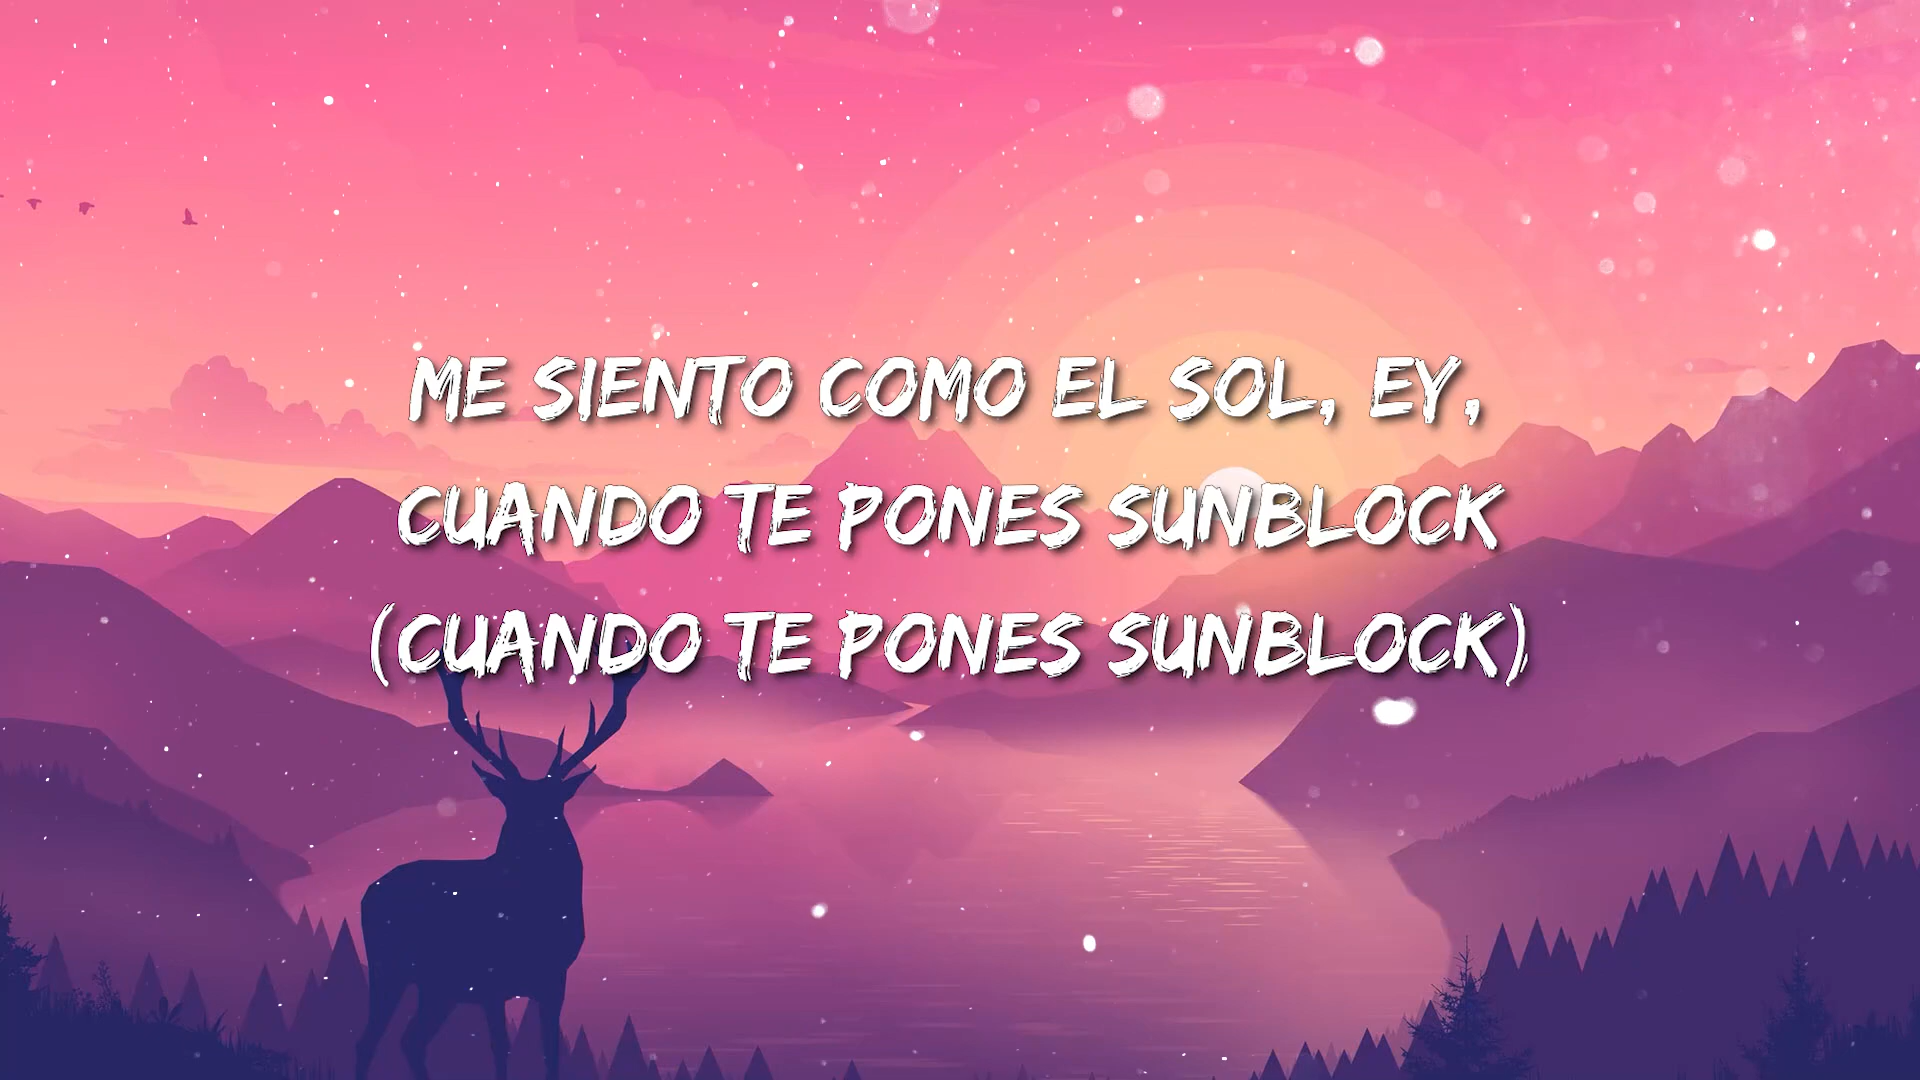 ME SIENTO COMO EL SOL, EY,
CUANDO TE PONES SUNBLOCK
(CUANDO TE PONES SUNBLOCK)